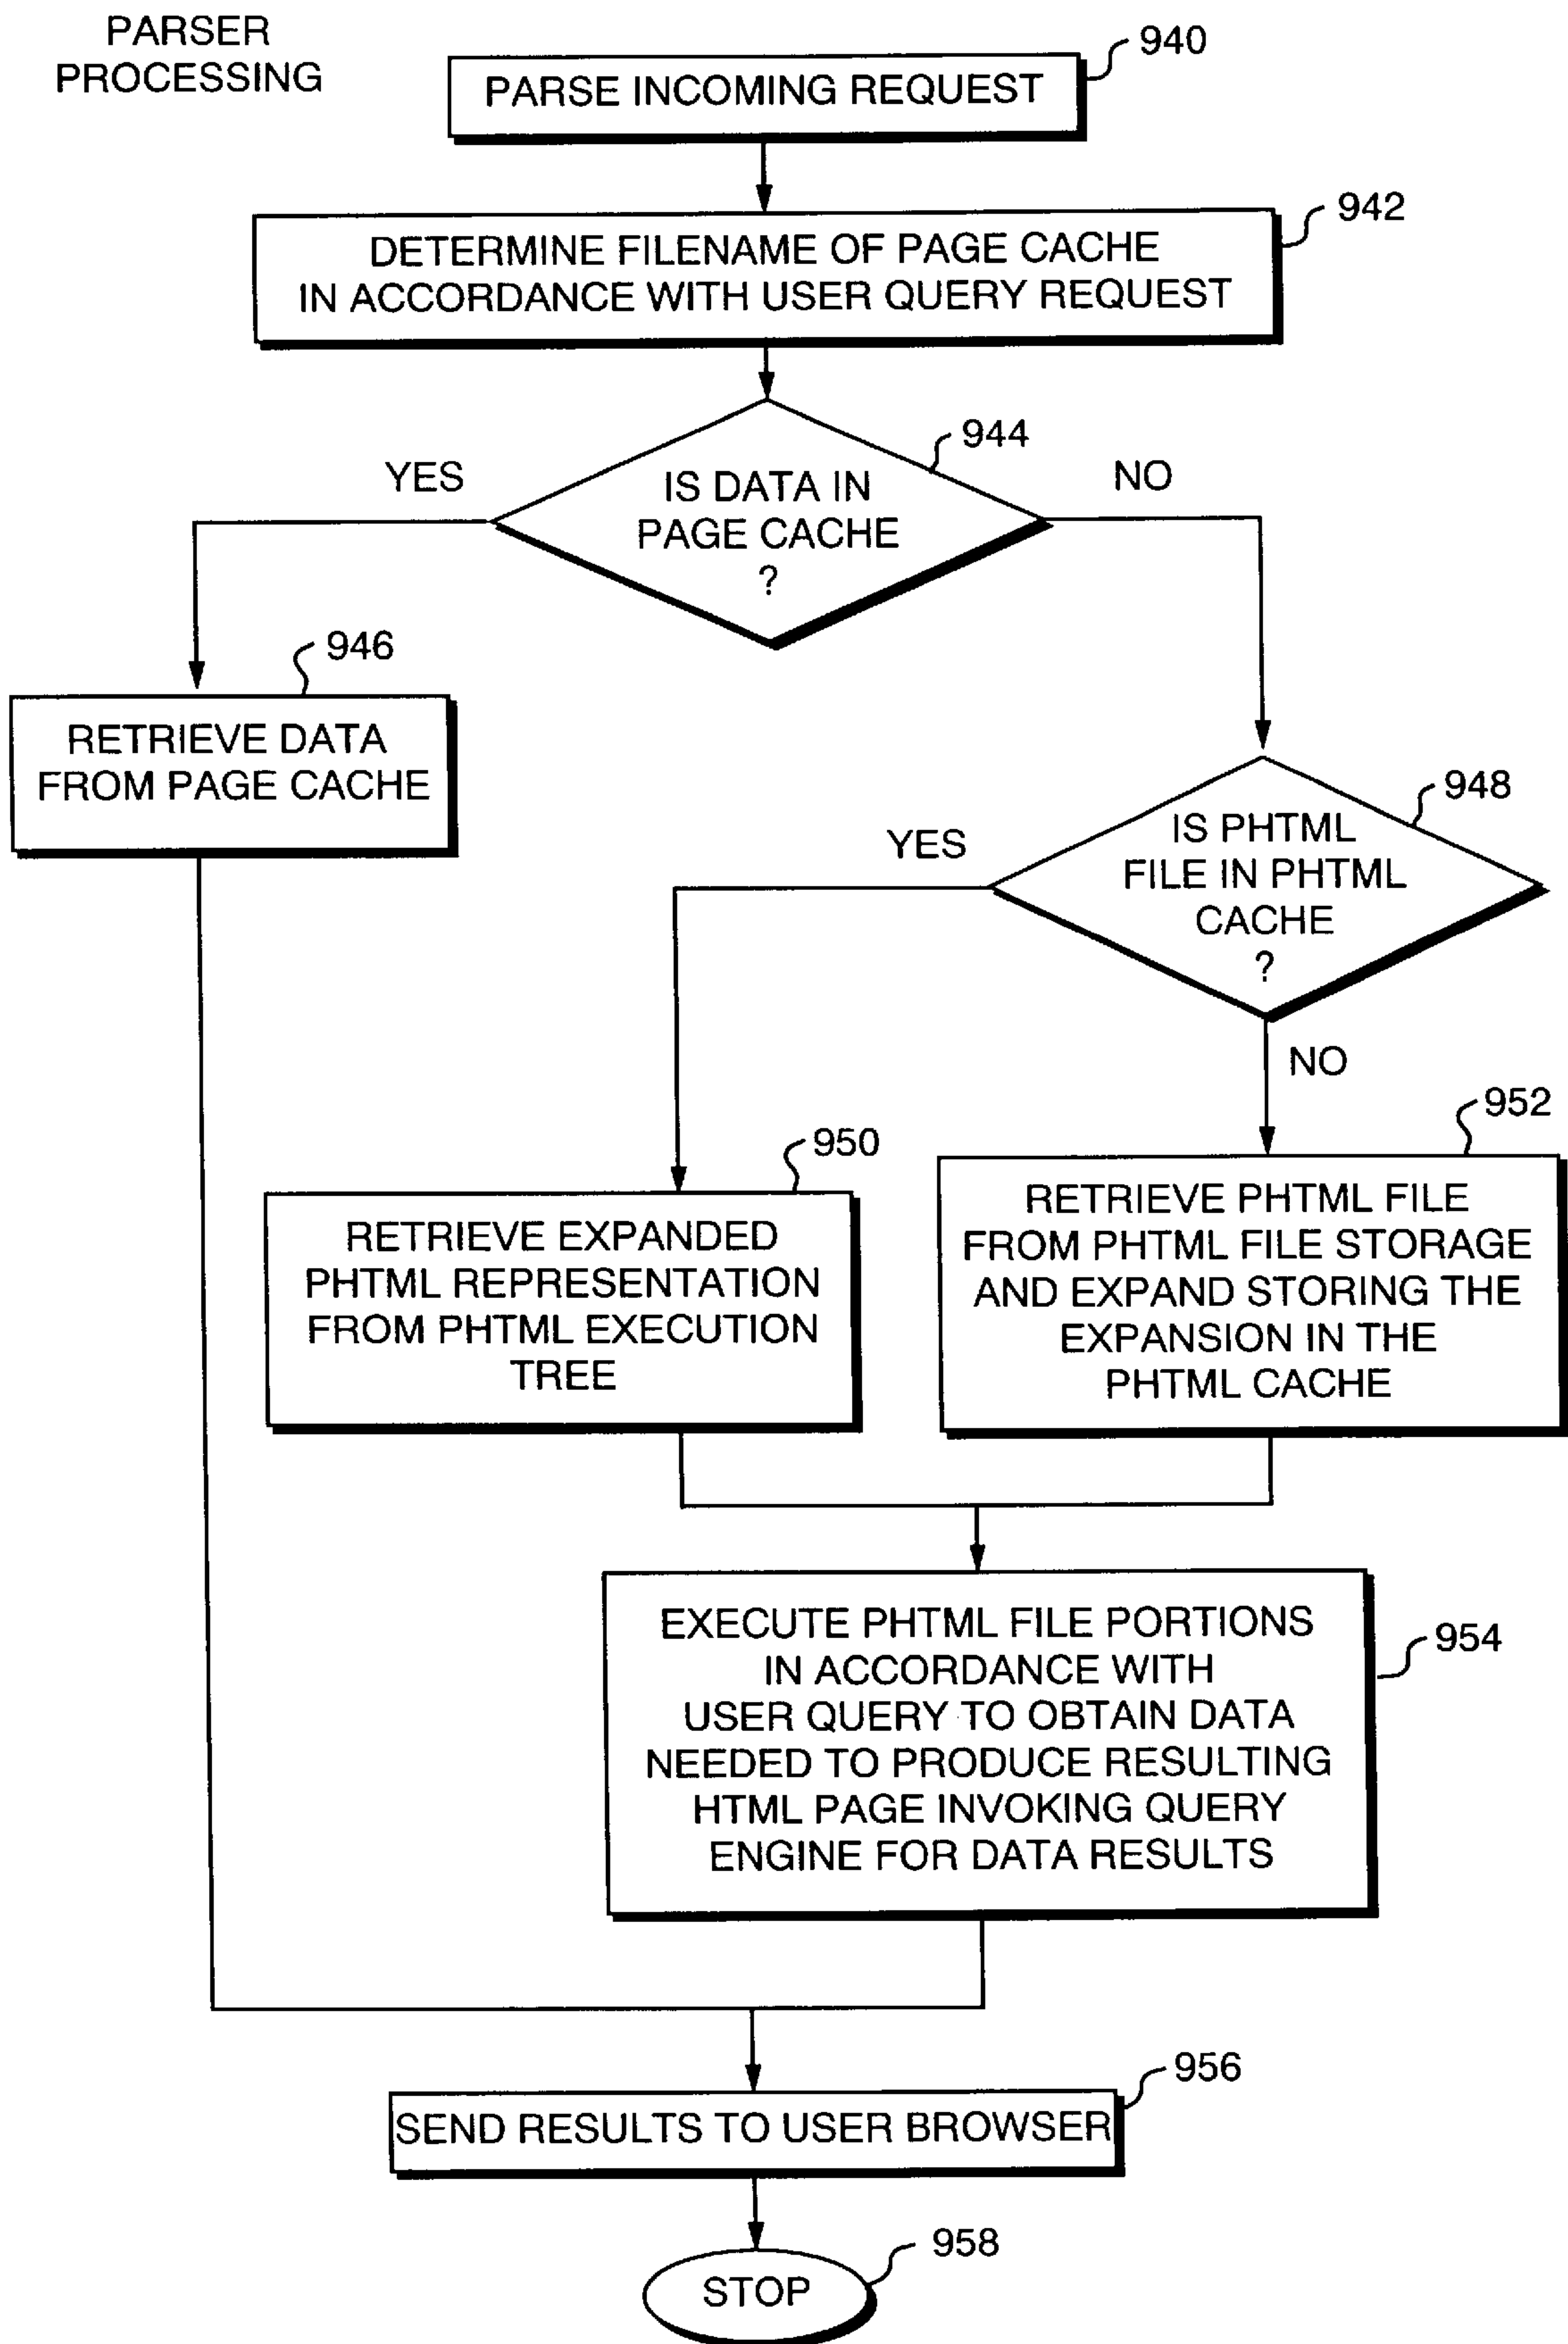 PARSER
PROCESSING
940
PARSE INCOMING REQUEST
942
DETERMINE FILENAME OF PAGE CACHE
IN ACCORDANCE WITH USER QUERY REQUEST
944
YES
NO
IS DATA IN
PAGE CACHE
?
946
RETRIEVE DATA
FROM PAGE CACHE
948
YES
IS PHTML
FILE IN PHTML
CACHE
?
NO
950
RETRIEVE EXPANDED
PHTML REPRESENTATION
FROM PHTML EXECUTION
TREE
952
RETRIEVE PHTML FILE
FROM PHTML FILE STORAGE
AND EXPAND STORING THE
EXPANSION IN THE
PHTML CACHE
954
EXECUTE PHTML FILE PORTIONS
IN ACCORDANCE WITH
USER QUERY TO OBTAIN DATA
NEEDED TO PRODUCE RESULTING
HTML PAGE INVOKING QUERY
ENGINE FOR DATA RESULTS
956
SEND RESULTS TO USER BROWSER
958
STOP